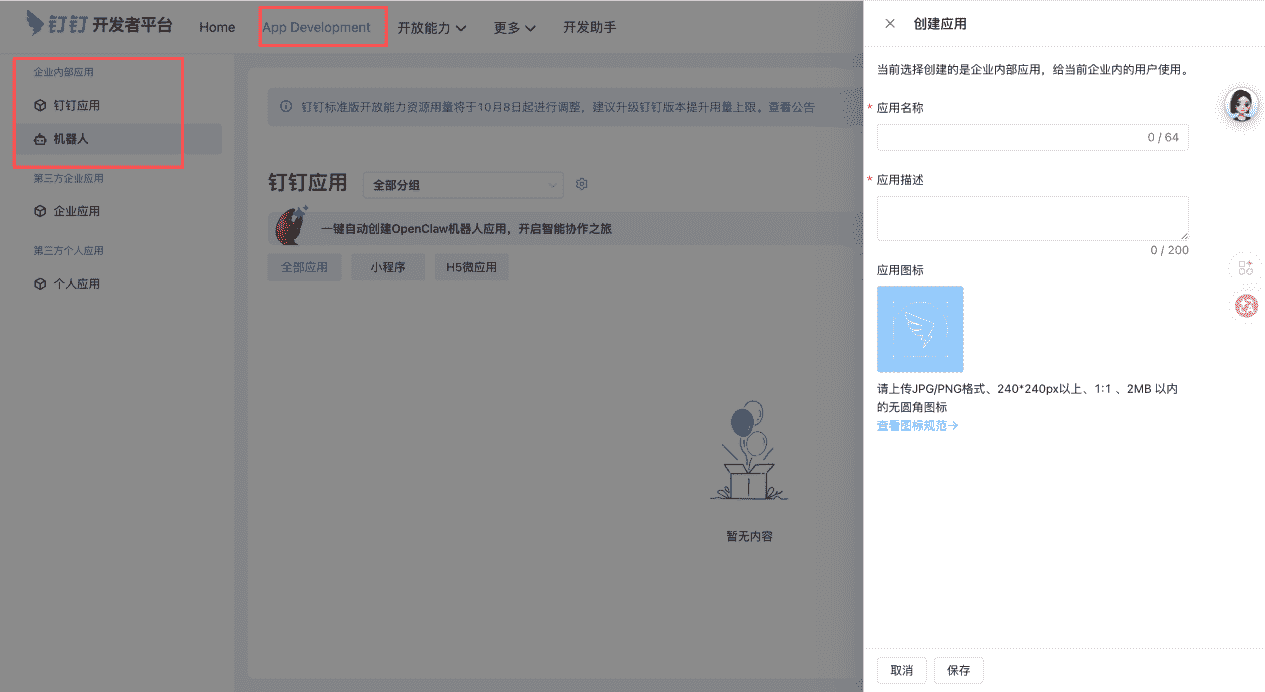 钉钉 开发者平台 Home App Development 开放能力 更多 开发助手
企业内部应用
钉钉应用
机器人
第三方企业应用
企业应用
第三方个人应用
个人应用
钉钉标准版开放能力资源用量将于10月8日起进行调整，建议升级钉钉版本提升用量上限。查看公告
钉钉应用 全部分组
一键自动创建OpenClaw机器人应用，开启智能协作之旅
全部应用 小程序 H5微应用
暂无内容
创建应用
当前选择创建的是企业内部应用，给当前企业内的用户使用。
* 应用名称
0 / 64
* 应用描述
0 / 200
应用图标
请上传JPG/PNG格式、240*240px以上、1:1 、2MB 以内
的无圆角图标
查看图标规范→
取消 保存